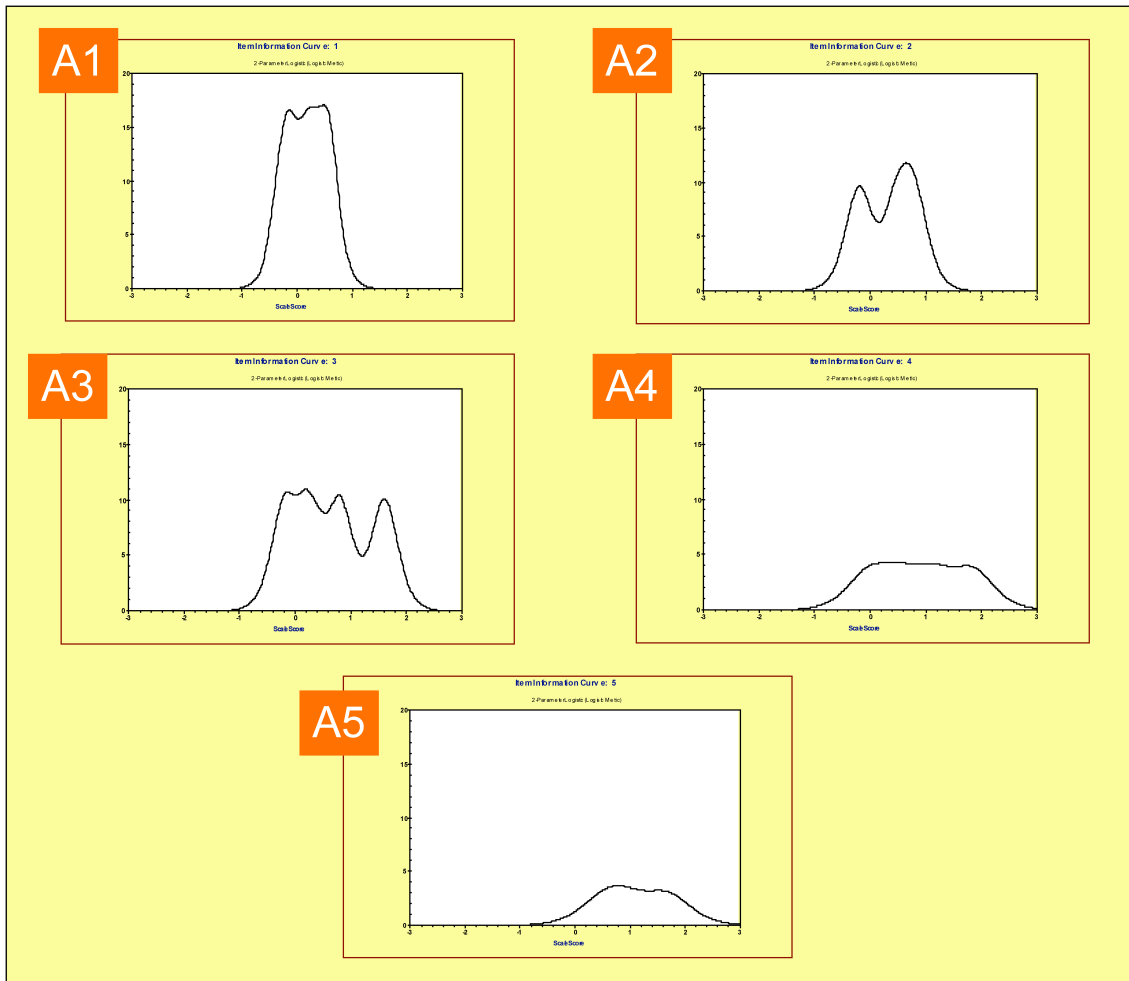 A1
Item Information Curve: 1
2-Parameter Logistic (Logistic Metric)
20
15
10
5
0
-3 -2 -1 0 1 2 3
Scale Score
A2
Item Information Curve: 2
2-Parameter Logistic (Logistic Metric)
20
15
10
5
0
-3 -2 -1 0 1 2 3
Scale Score
A3
Item Information Curve: 3
2-Parameter Logistic (Logistic Metric)
20
15
10
5
0
-3 -2 -1 0 1 2 3
Scale Score
A4
Item Information Curve: 4
2-Parameter Logistic (Logistic Metric)
20
15
10
5
0
-3 -2 -1 0 1 2 3
Scale Score
A5
Item Information Curve: 5
2-Parameter Logistic (Logistic Metric)
20
15
10
5
0
-3 -2 -1 0 1 2 3
Scale Score